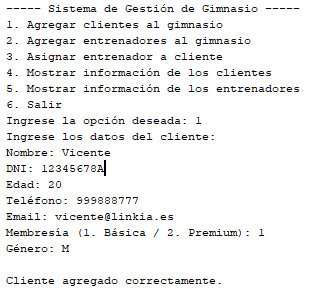 ----- Sistema de Gestión de Gimnasio -----
1. Agregar clientes al gimnasio
2. Agregar entrenadores al gimnasio
3. Asignar entrenador a cliente
4. Mostrar información de los clientes
5. Mostrar información de los entrenadores
6. Salir
Ingrese la opción deseada: 1
Ingrese los datos del cliente:
Nombre: Vicente
DNI: 12345678A
Edad: 20
Teléfono: 999888777
Email: vicente@linkia.es
Membresía (1. Básica / 2. Premium): 1
Género: M
Cliente agregado correctamente.